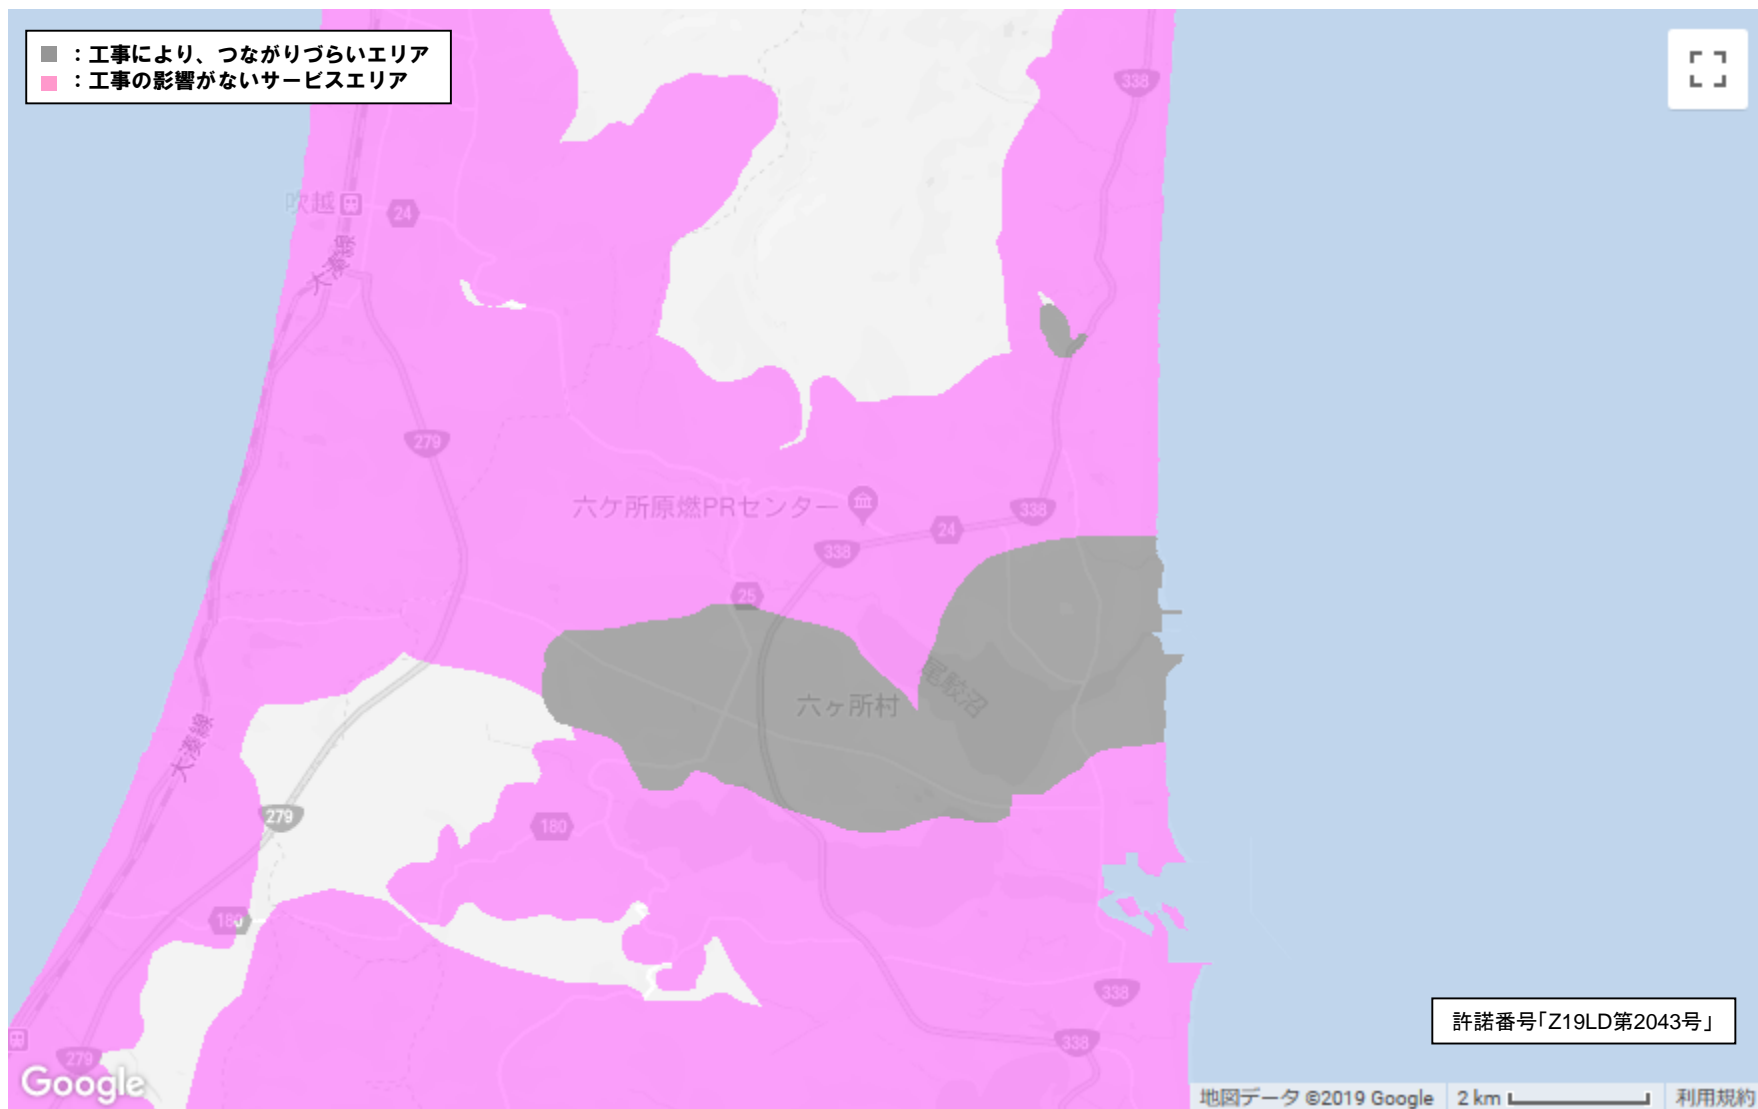 ：工事により、つながりづらいエリア
：工事の影響がないサービスエリア
338
吹越
24
大湊線
279
六ケ所原燃PRセンター
338
24
338
25
尾駮沼
六ヶ所村
大湊線
279
180
180
338
許諾番号「Z19LD第2043号」
338
279
Google
地図データ ©2019 Google
2 km
利用規約